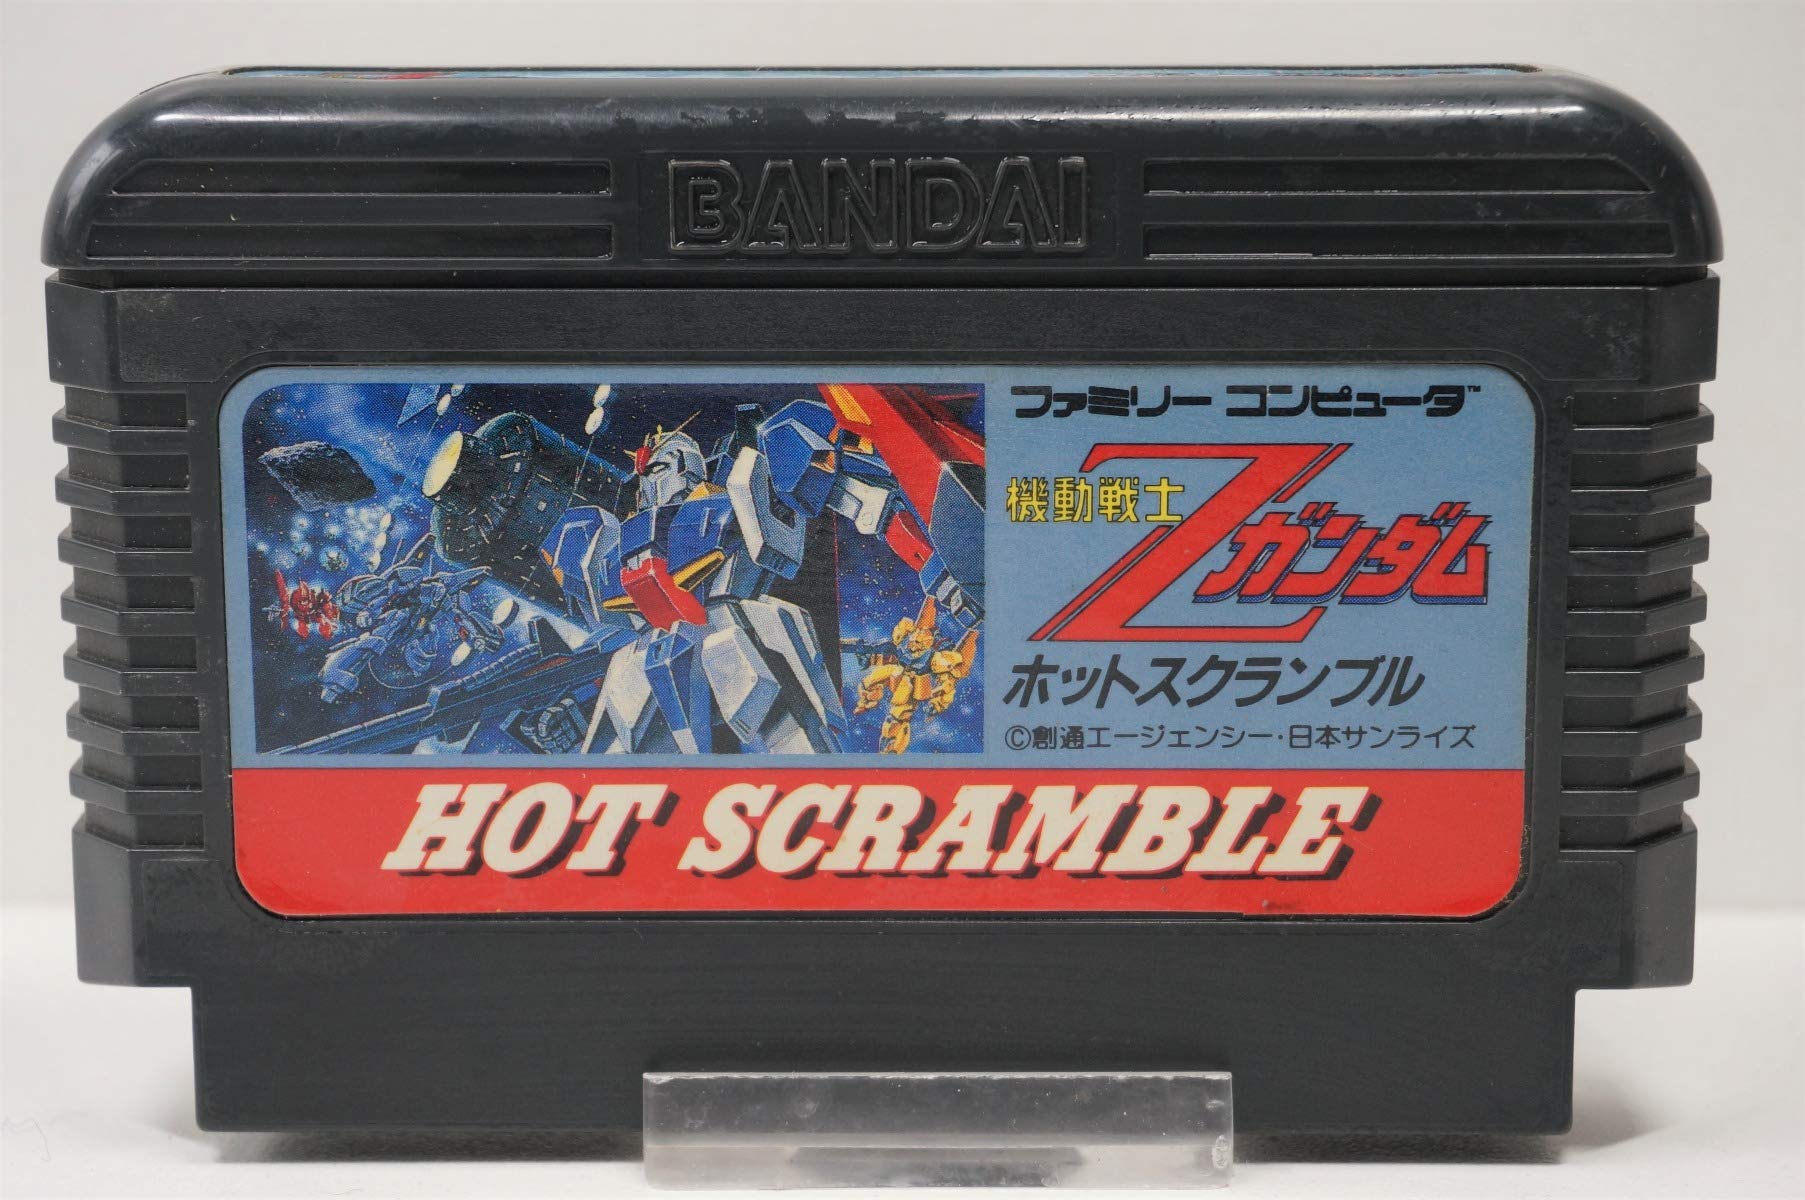 BANDAI
ファミリー コンピュータ™
機動戦士
Zガンダム
ホットスクランブル
©創通エージェンシー・日本サンライズ
HOT SCRAMBLE